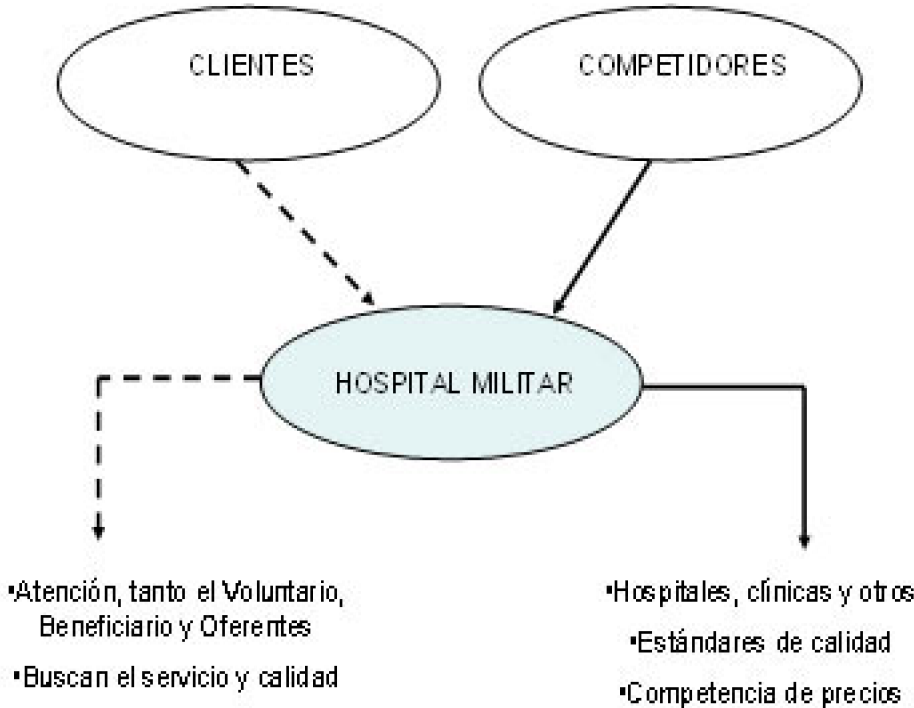 CLIENTES
COMPETIDORES
HOSPITAL MILITAR
•Atención, tanto el Voluntario,
Beneficiario y Oferentes
•Buscan el servicio y calidad
•Hospitales, clínicas y otros
•Estándares de calidad
•Competencia de precios